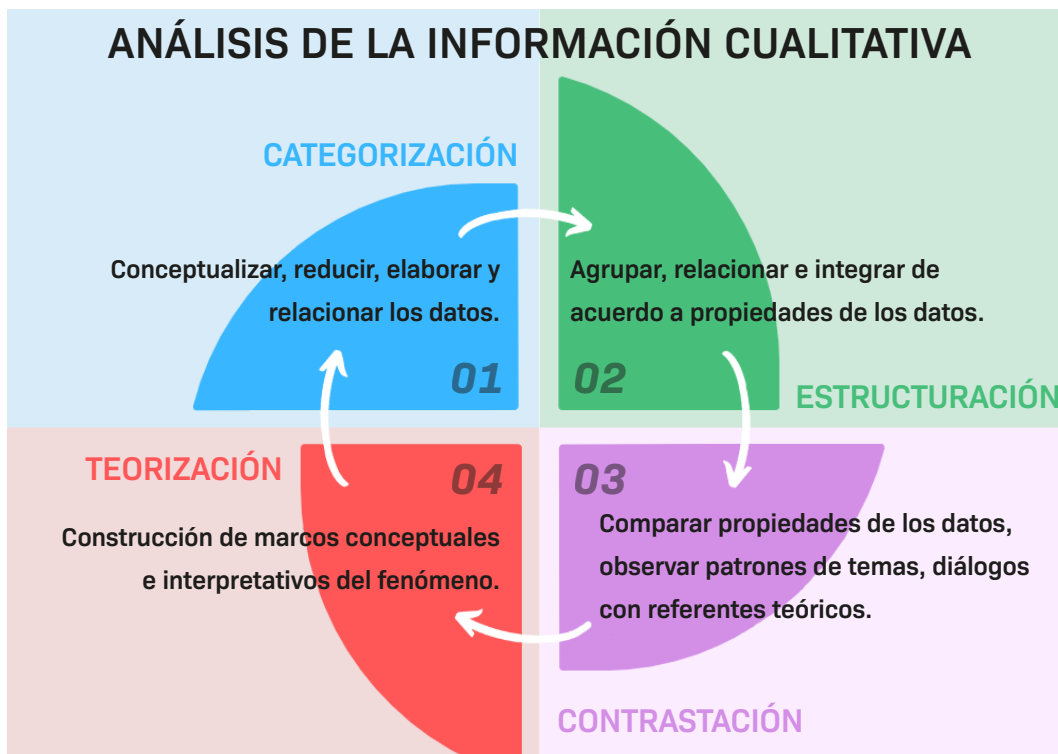 ANÁLISIS DE LA INFORMACIÓN CUALITATIVA
CATEGORIZACIÓN
Conceptualizar, reducir, elaborar y
relacionar los datos.
01
Agrupar, relacionar e integrar de
acuerdo a propiedades de los datos.
02
ESTRUCTURACIÓN
03
Comparar propiedades de los datos,
observar patrones de temas, diálogos
con referentes teóricos.
CONTRASTACIÓN
TEORIZACIÓN
04
Construcción de marcos conceptuales
e interpretativos del fenómeno.